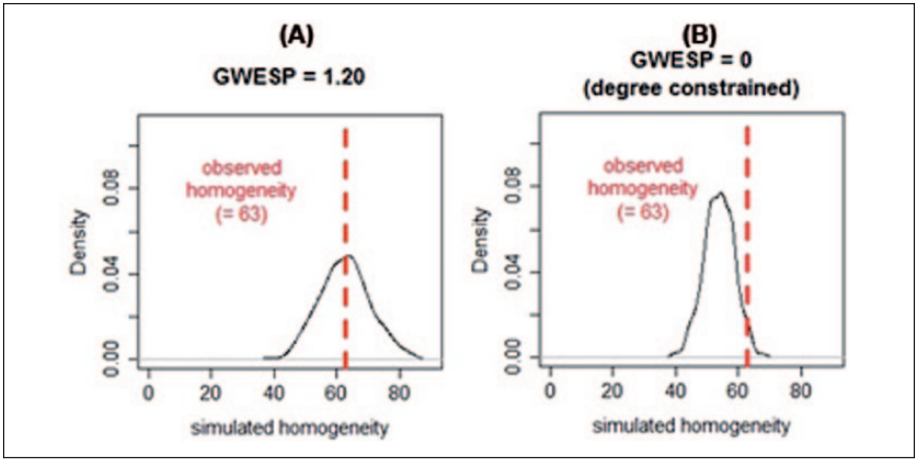 (A)
GWESP = 1.20
observed
homogeneity
(= 63)
Density
0.00 0.04 0.08
0 20 40 60 80
simulated homogeneity
(B)
GWESP = 0
(degree constrained)
observed
homogeneity
(= 63)
Density
0.00 0.04 0.08
0 20 40 60 80
simulated homogeneity